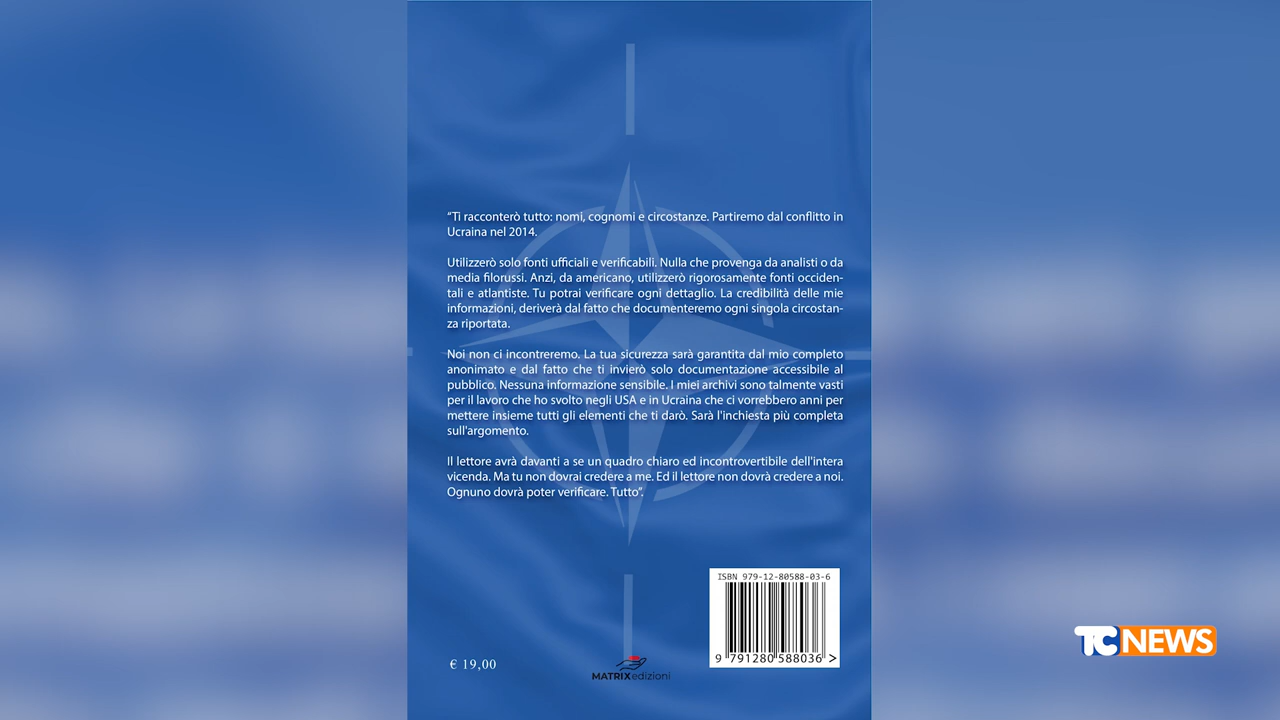 “Ti racconterò tutto: nomi, cognomi e circostanze. Partiremo dal conflitto in
Ucraina nel 2014.
Utilizzerò solo fonti ufficiali e verificabili. Nulla che provenga da analisti o da
media filorussi. Anzi, da americano, utilizzerò rigorosamente fonti occiden-
tali e atlantiste. Tu potrai verificare ogni dettaglio. La credibilità delle mie
informazioni, deriverà dal fatto che documenteremo ogni singola circostan-
za riportata.
Noi non ci incontreremo. La tua sicurezza sarà garantita dal mio completo
anonimato e dal fatto che ti invierò solo documentazione accessibile al
pubblico. Nessuna informazione sensibile. I miei archivi sono talmente vasti
per il lavoro che ho svolto negli USA e in Ucraina che ci vorrebbero anni per
mettere insieme tutti gli elementi che ti darò. Sarà l'inchiesta più completa
sull'argomento.
Il lettore avrà davanti a se un quadro chiaro ed incontrovertibile dell'intera
vicenda. Ma tu non dovrai credere a me. Ed il lettore non dovrà credere a noi.
Ognuno dovrà poter verificare. Tutto”.
ISBN 979-12-80588-03-6
9 791280 588036 >
€ 19,00
MATRIXedizioni
TC NEWS